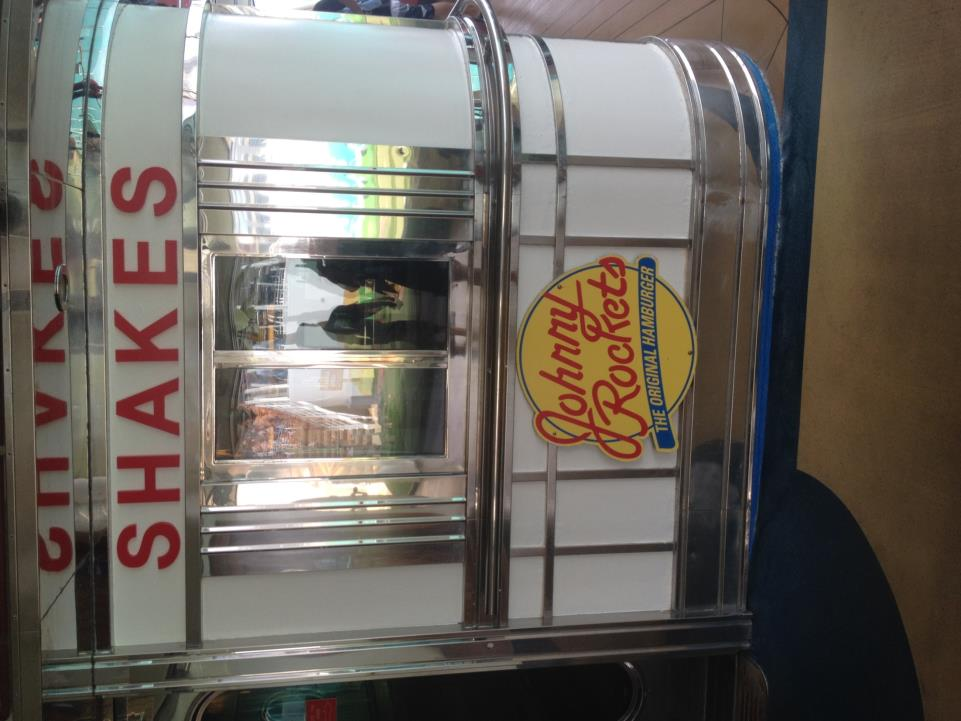 SHAKES
Johnny
Rockets
THE ORIGINAL HAMBURGER